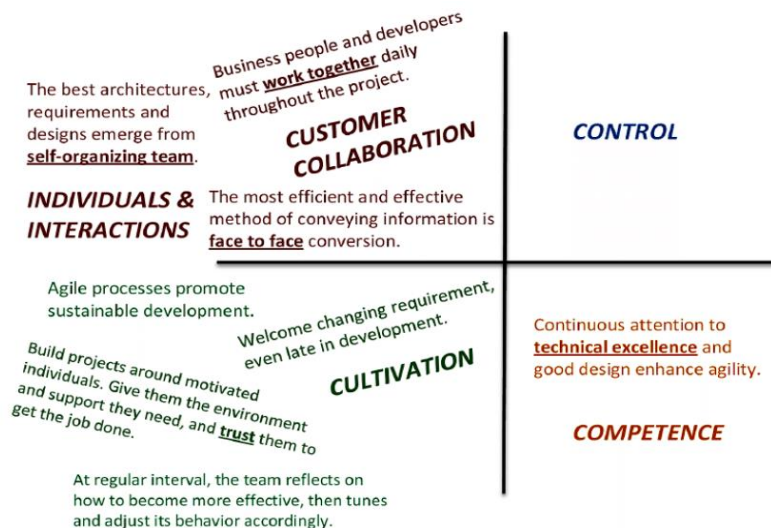 Business people and developers
must work together daily
throughout the project.
The best architectures,
requirements and
designs emerge from
self-organizing team.
CUSTOMER
COLLABORATION
CONTROL
INDIVIDUALS &
INTERACTIONS
The most efficient and effective
method of conveying information is
face to face conversion.
Agile processes promote
sustainable development.
Welcome changing requirement,
even late in development.
CULTIVATION
Build projects around motivated
individuals. Give them the environment
and support they need, and trust them to
get the job done.
At regular interval, the team reflects on
how to become more effective, then tunes
and adjust its behavior accordingly.
Continuous attention to
technical excellence and
good design enhance agility.
COMPETENCE